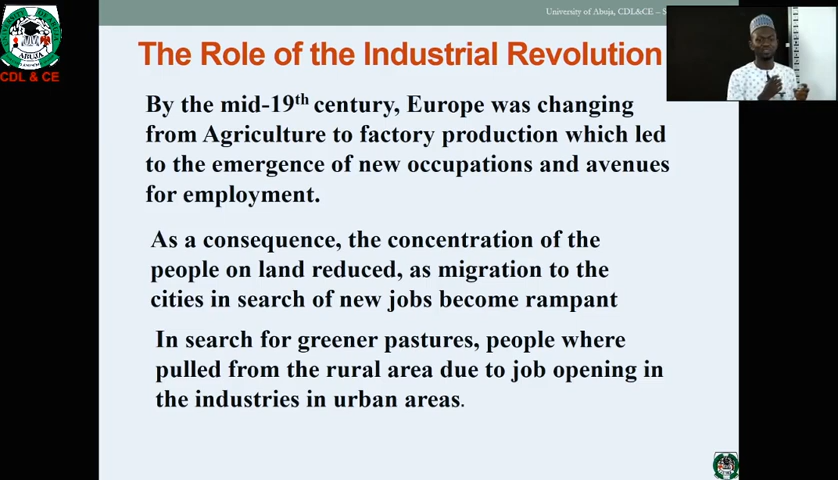 University of Abuja, CDL&CE – S
ABUJA
CDL & CE
The Role of the Industrial Revolution
By the mid-19th century, Europe was changing
from Agriculture to factory production which led
to the emergence of new occupations and avenues
for employment.
As a consequence, the concentration of the
people on land reduced, as migration to the
cities in search of new jobs become rampant
In search for greener pastures, people where
pulled from the rural area due to job opening in
the industries in urban areas.